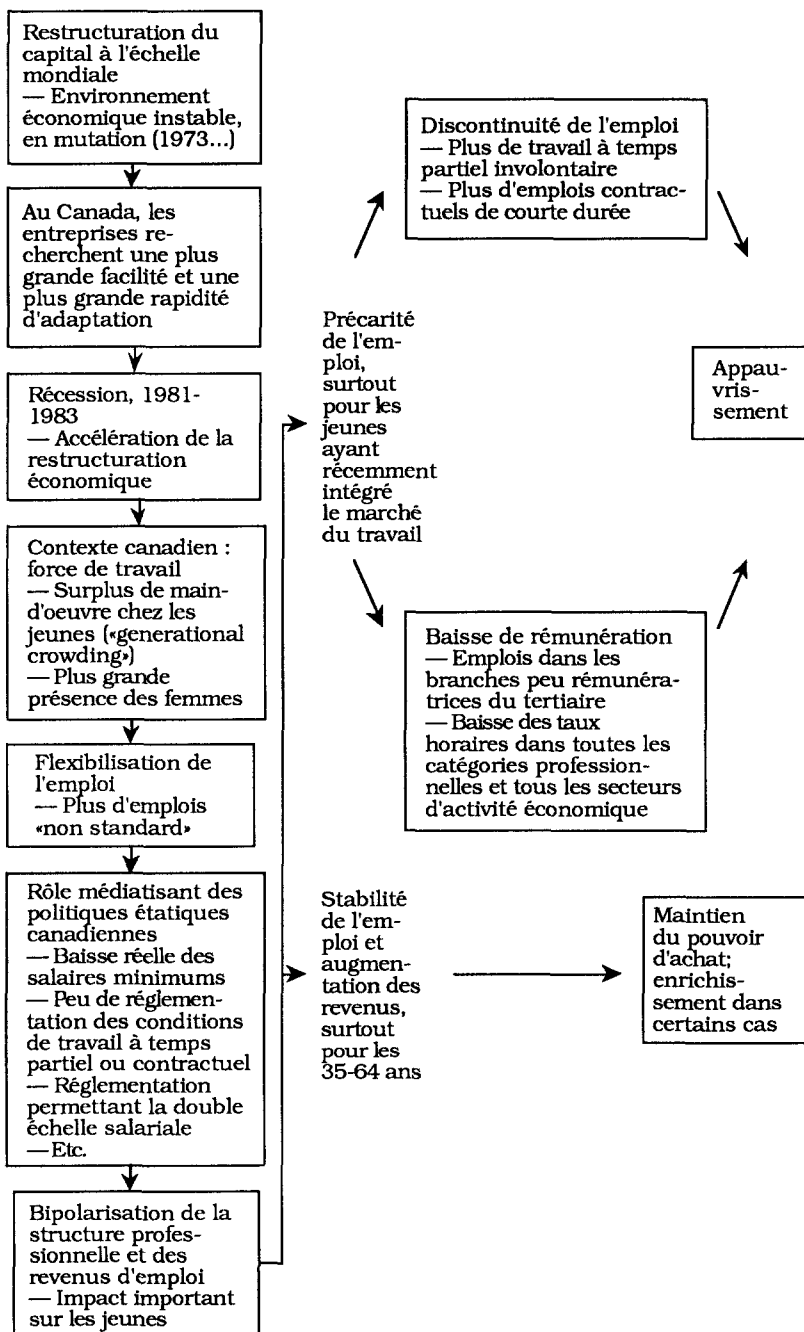 Restructuration du
capital à l'échelle
mondiale
— Environnement
économique instable,
en mutation (1973...)
Au Canada, les
entreprises re-
cherchent une plus
grande facilité et une
plus grande rapidité
d'adaptation
Récession, 1981-
1983
— Accélération de la
restructuration
économique
Contexte canadien :
force de travail
— Surplus de main-
d'oeuvre chez les
jeunes («generational
crowding»)
— Plus grande
présence des femmes
Flexibilisation de
l'emploi
— Plus d'emplois
«non standard»
Rôle médiatisant des
politiques étatiques
canadiennes
— Baisse réelle des
salaires minimums
— Peu de réglemen-
tation des conditions
de travail à temps
partiel ou contractuel
— Réglementation
permettant la double
échelle salariale
— Etc.
Bipolarisation de la
structure profes-
sionnelle et des
revenus d'emploi
— Impact important
sur les jeunes
Précarité
de l'em-
ploi,
surtout
pour les
jeunes
ayant
récemment
intégré
le marché
du travail
Discontinuité de l'emploi
— Plus de travail à temps
partiel involontaire
— Plus d'emplois contrac-
tuels de courte durée
Baisse de rémunération
— Emplois dans les
branches peu rémunéra-
trices du tertiaire
— Baisse des taux
horaires dans toutes les
catégories profession-
nelles et tous les secteurs
d'activité économique
Appau-
vris-
sement
Stabilité
de l'em-
ploi et
augmen-
tation des
revenus,
surtout
pour les
35-64 ans
Maintien
du pouvoir
d'achat;
enrichis-
sement dans
certains cas